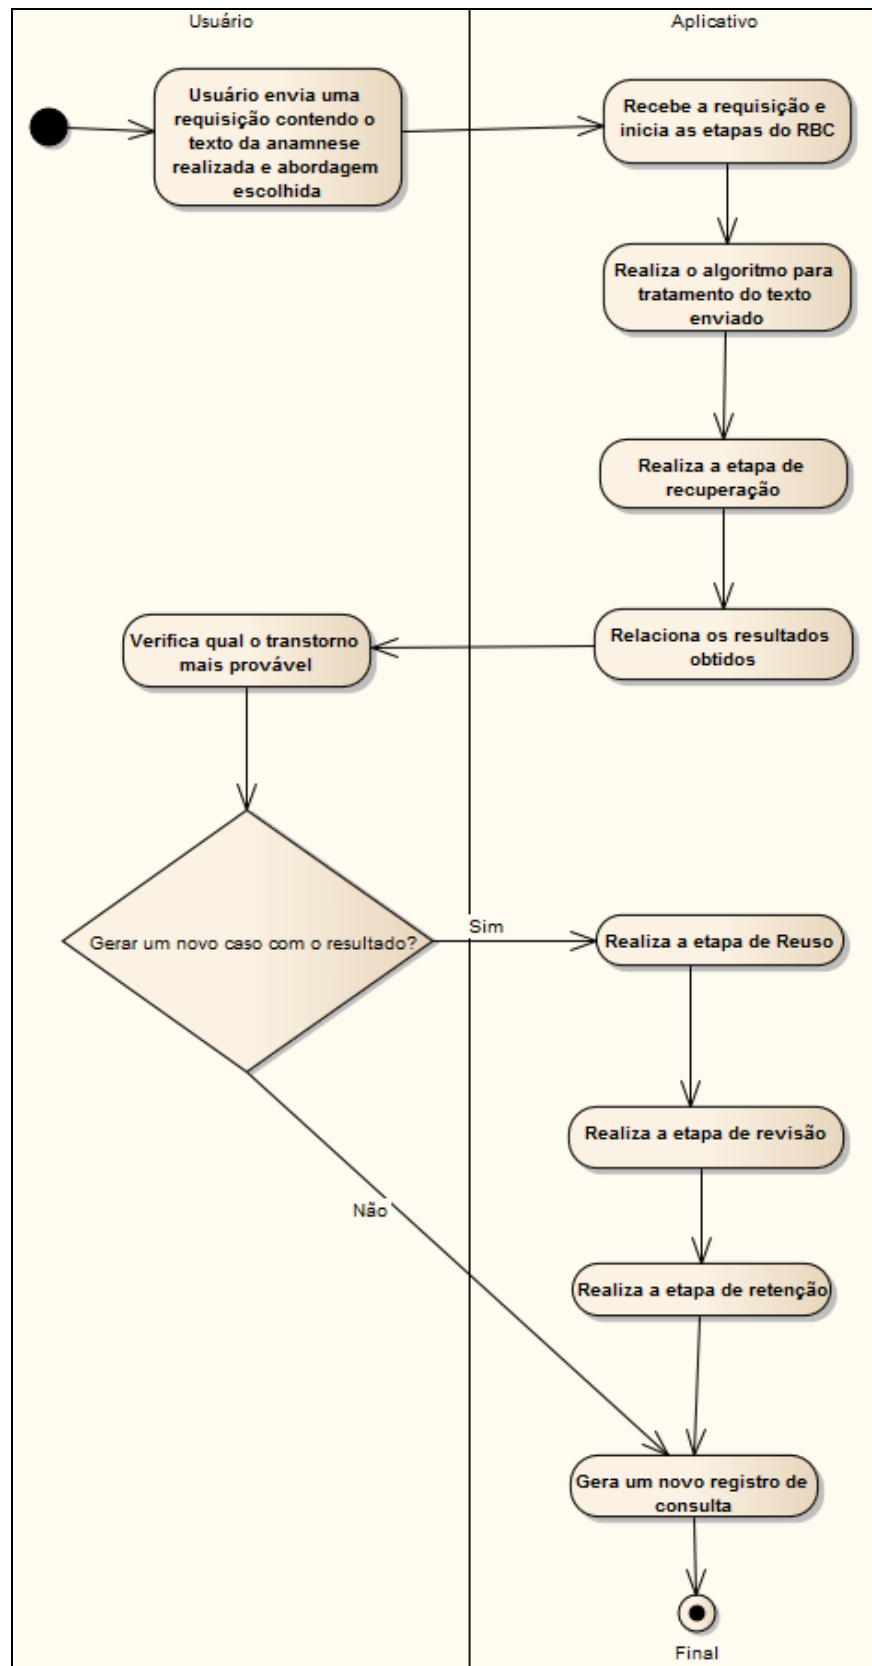 Usuário
Aplicativo
Usuário envia uma
requisição contendo o
texto da anamnese
realizada e abordagem
escolhida
Recebe a requisição e
inicia as etapas do RBC
Realiza o algoritmo para
tratamento do texto
enviado
Realiza a etapa de
recuperação
Relaciona os resultados
obtidos
Verifica qual o transtorno
mais provável
Gerar um novo caso com o resultado?
Sim
Realiza a etapa de Reuso
Realiza a etapa de revisão
Não
Realiza a etapa de retenção
Gera um novo registro de
consulta
Final